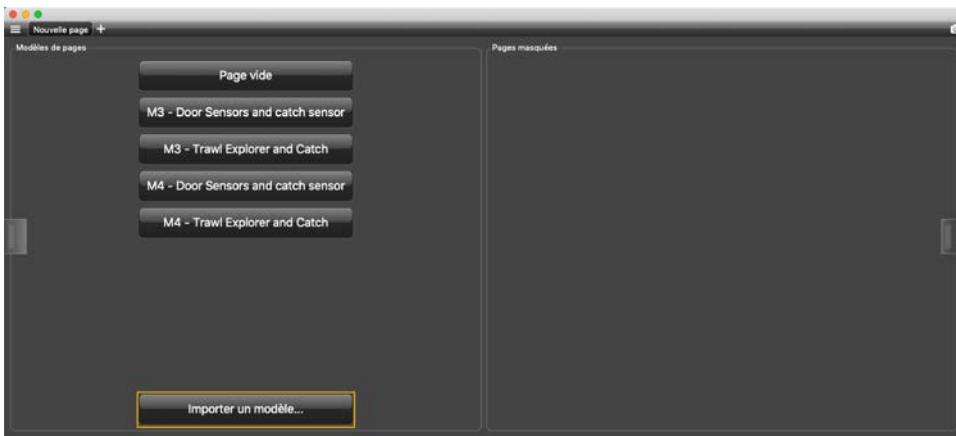 Nouvelle page +
Modèles de pages
Page vide
M3 - Door Sensors and catch sensor
M3 - Trawl Explorer and Catch
M4 - Door Sensors and catch sensor
M4 - Trawl Explorer and Catch
Importer un modèle...
Pages masquées